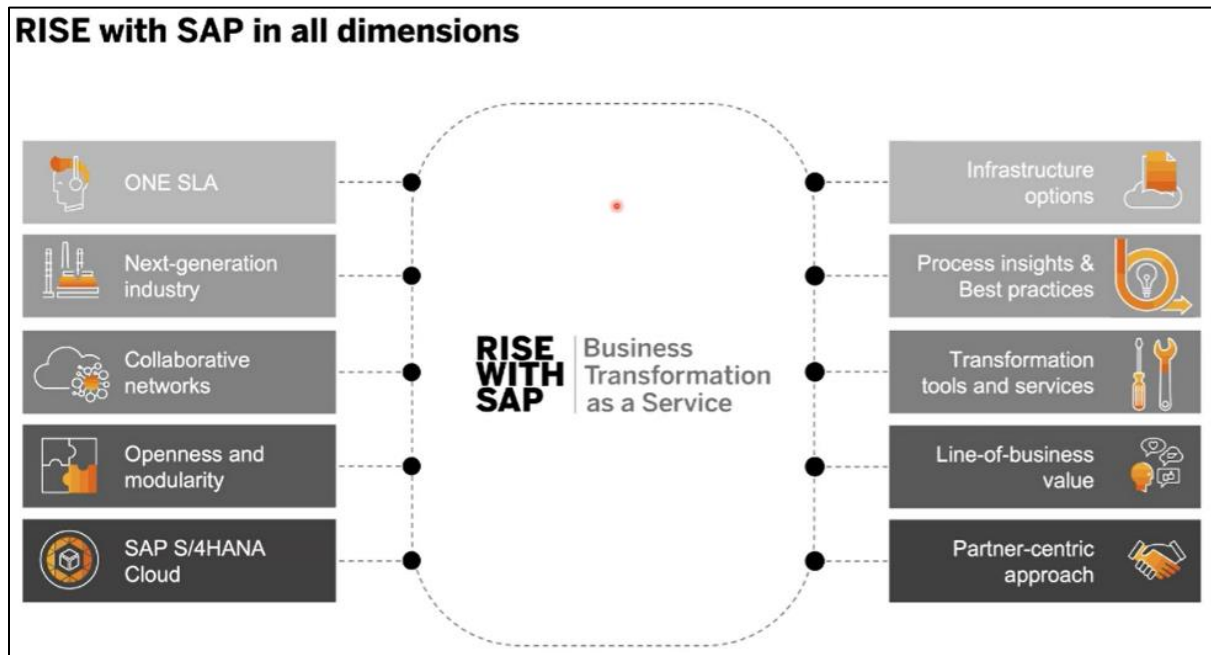 RISE with SAP in all dimensions
ONE SLA
Next-generation
industry
Collaborative
networks
Openness and
modularity
SAP S/4HANA
Cloud
RISE
WITH
SAP
Business
Transformation
as a Service
Infrastructure
options
Process insights &
Best practices
Transformation
tools and services
Line-of-business
value
Partner-centric
approach